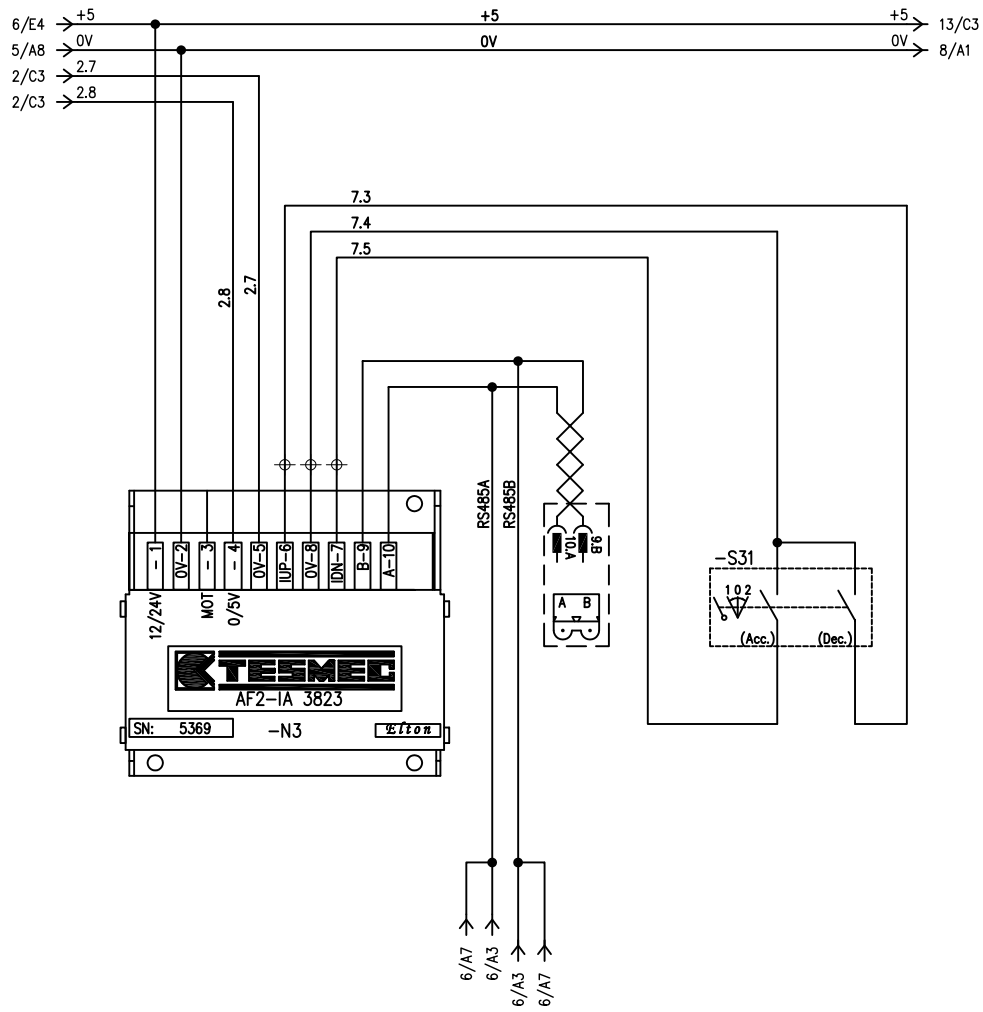 6/E4 +5 +5 +5 13/C3
5/A8 0V 0V 0V 8/A1
2/C3 2.7
2/C3 2.8
7.3
7.4
7.5
2.8
2.7
RS485A
RS485B
-1
0V-2
-3
-4
0V-5
IUP-6
0V-8
IDN-7
B-9
A-10
12/24V
MOT
0/5V
10.A
9.B
A B
-S31
1 0 2
(Acc.) (Dec.)
TESMEC
AF2-IA 3823
SN: 5369
-N3
Elton
6/A7
6/A3
6/A3
6/A7